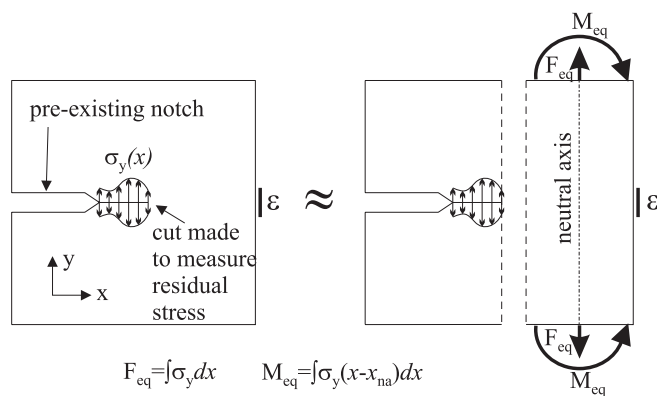 M_eq
F_eq
pre-existing notch
σ_y(x)
cut made
to measure
residual
stress
y
x
ε
≈
neutral axis
ε
F_eq
M_eq
F_eq=∫σ_y dx
M_eq=∫σ_y(x-x_na)dx